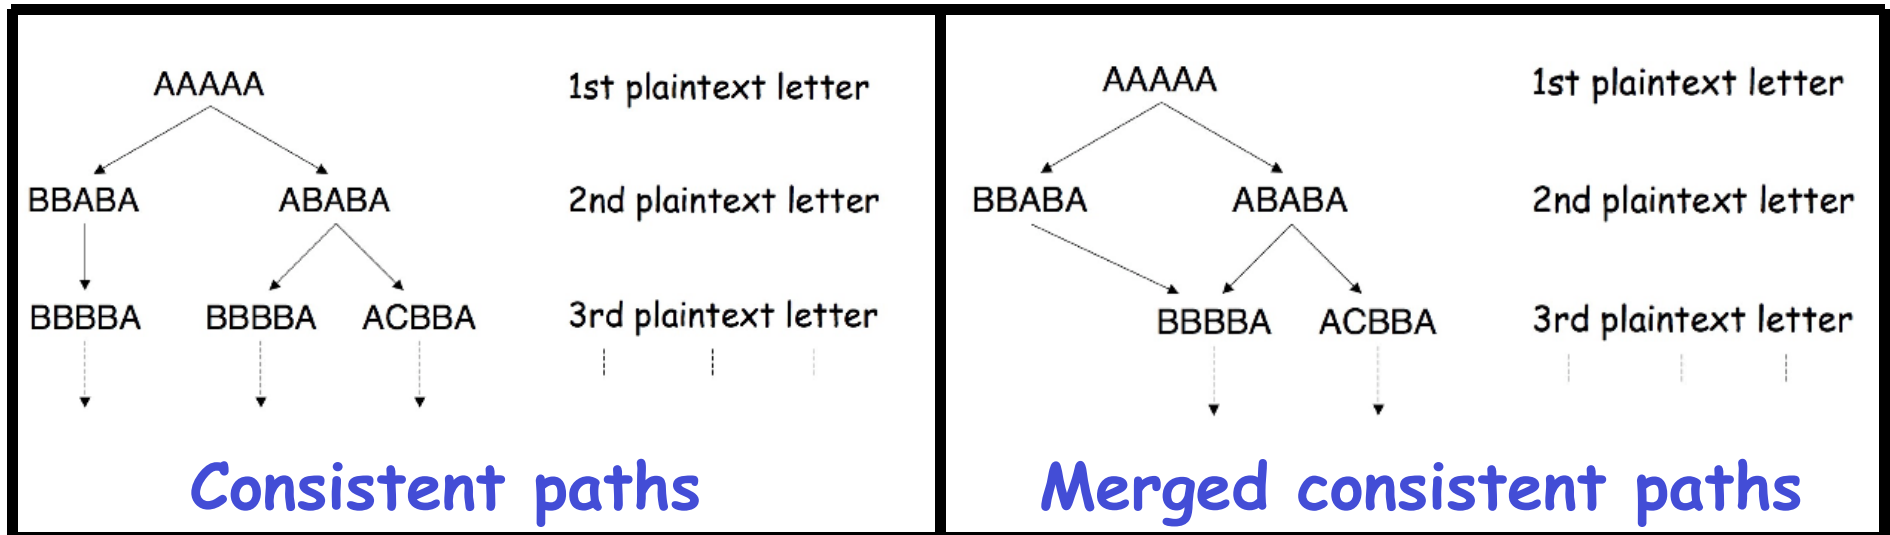 AAAAA 1st plaintext letter
BBABA ABABA 2nd plaintext letter
BBBBA BBBBA ACBBA 3rd plaintext letter
Consistent paths
AAAAA 1st plaintext letter
BBABA ABABA 2nd plaintext letter
BBBBA ACBBA 3rd plaintext letter
Merged consistent paths